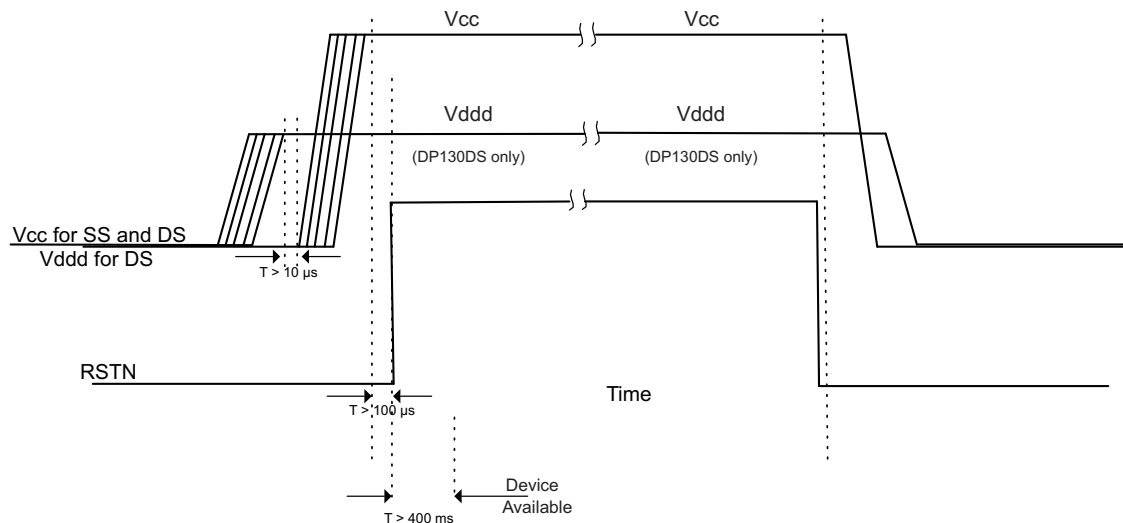 Vcc Vcc
Vddd Vddd
(DP130DS only) (DP130DS only)
Vcc for SS and DS
Vddd for DS
T > 10 µs
RSTN
Time
T > 100 µs
Device
Available
T > 400 ms